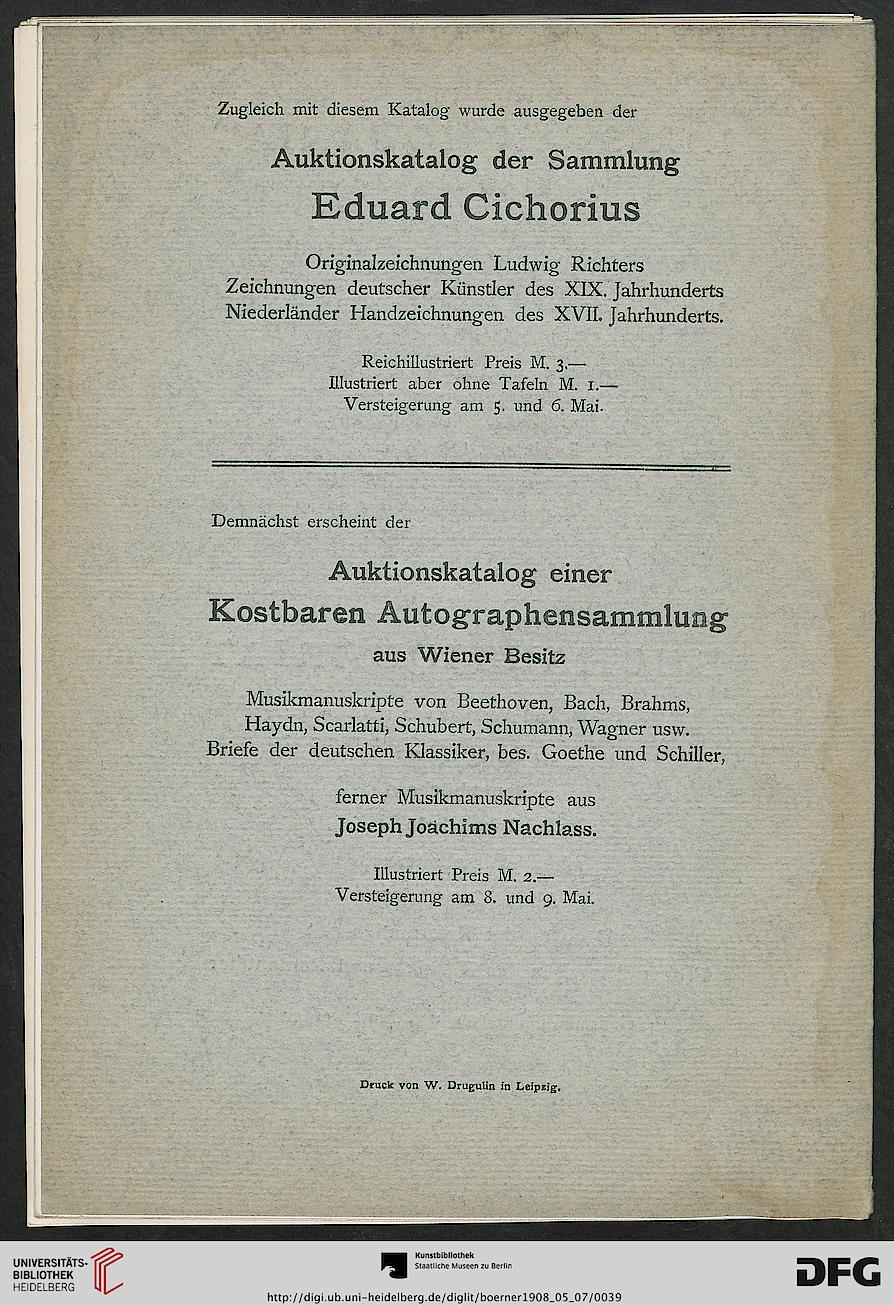 Zugleich mit diesem Katalog wurde ausgegeben der
Auktionskatalog der Sammlung
Eduard Cichorius
Originalzeichnungen Ludwig Richters
Zeichnungen deutscher Künstler des XIX. Jahrhunderts
Niederländer Handzeichnungen des XVII. Jahrhunderts.
Reichillustriert Preis M. 3.—
Illustriert aber ohne Tafeln M. 1.—
Versteigerung am 5. und 6. Mai.
Demnächst erscheint der
Auktionskatalog einer
Kostbaren Autographensammlung
aus Wiener Besitz
Musikmanuskripte von Beethoven, Bach, Brahms,
Haydn, Scarlatti, Schubert, Schumann, Wagner usw.
Briefe der deutschen Klassiker, bes. Goethe und Schiller,
ferner Musikmanuskripte aus
Joseph Joachims Nachlass.
Illustriert Preis M. 2.—
Versteigerung am 8. und 9. Mai.
Druck von W. Drugulin in Leipzig.
UNIVERSITÄTS-
BIBLIOTHEK
HEIDELBERG
Kunstbibliothek
Staatliche Museen zu Berlin
http://digi.ub.uni-heidelberg.de/diglit/boerner1908_05_07/0039
DFG